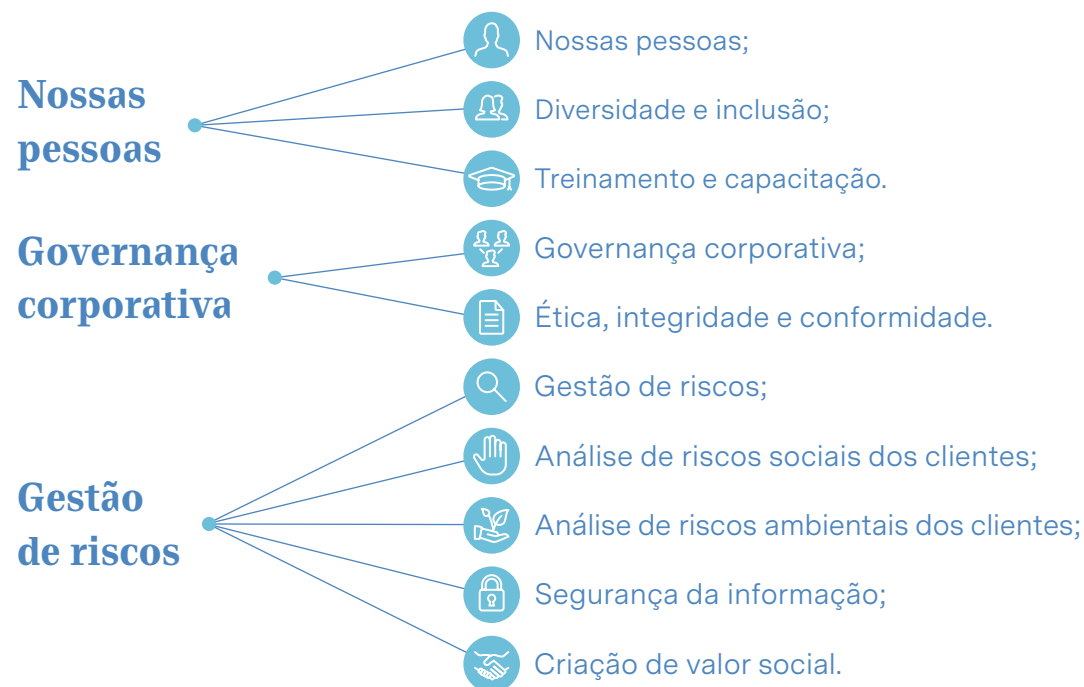 Nossas
pessoas
Nossas pessoas;
Diversidade e inclusão;
Treinamento e capacitação.
Governança
corporativa
Governança corporativa;
Ética, integridade e conformidade.
Gestão
de riscos
Gestão de riscos;
Análise de riscos sociais dos clientes;
Análise de riscos ambientais dos clientes;
Segurança da informação;
Criação de valor social.